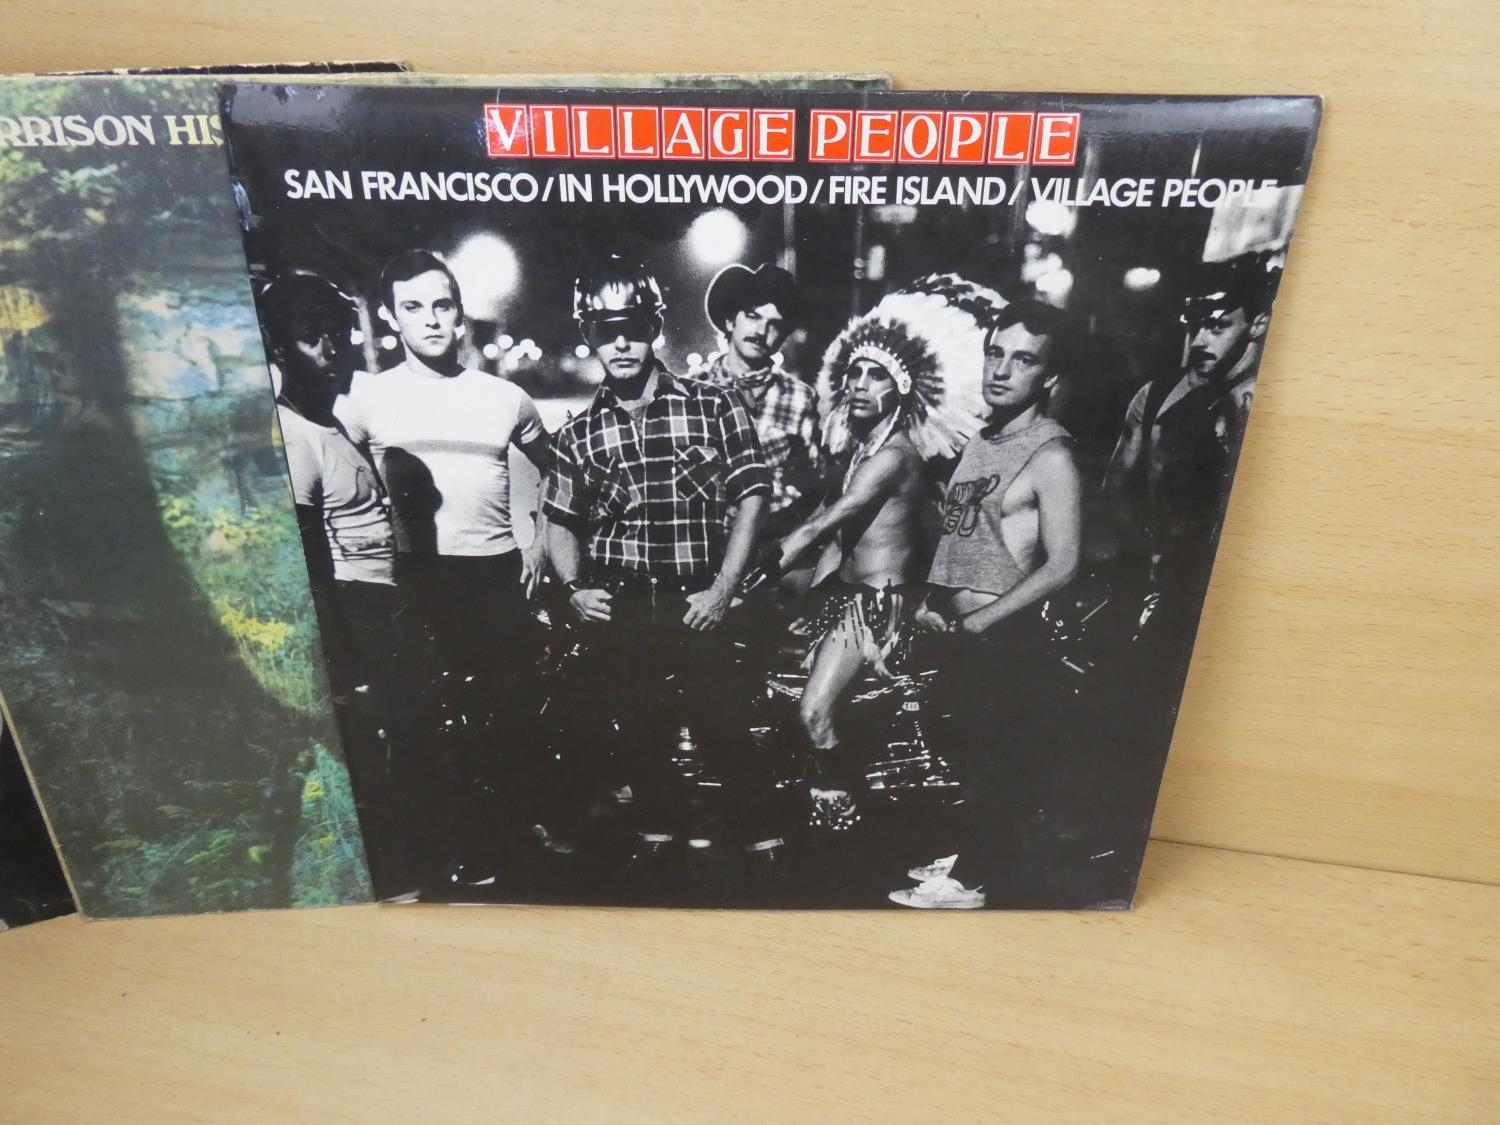 RRISON HIS
VILLAGE PEOPLE
SAN FRANCISCO/IN HOLLYWOOD/FIRE ISLAND/VILLAGE PEOPLE